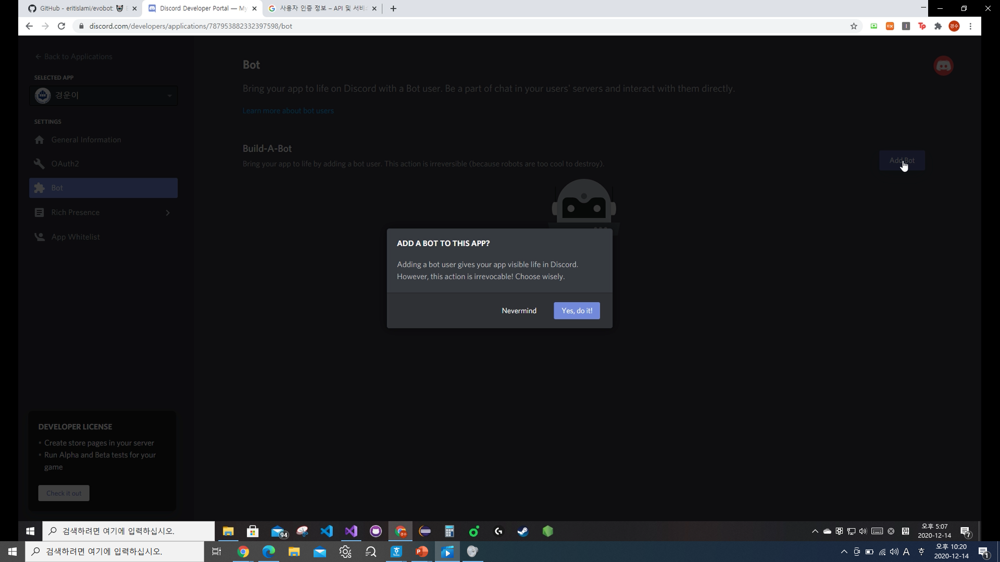 GitHub - eritislami/evobot:
Discord Developer Portal — My
사용자 인증 정보 – API 및 서비
discord.com/developers/applications/787953882332397598/bot
EX
Tp
경수
← Back to Applications
SELECTED APP
경운이
SETTINGS
General Information
OAuth2
Bot
Rich Presence
App Whitelist
Bot
Bring your app to life on Discord with a Bot user. Be a part of chat in your users' servers and interact with them directly.
Learn more about bot users
Build-A-Bot
Bring your app to life by adding a bot user. This action is irreversible (because robots are too cool to destroy).
Add Bot
ADD A BOT TO THIS APP?
Adding a bot user gives your app visible life in Discord.
However, this action is irrevocable! Choose wisely.
Nevermind
Yes, do it!
DEVELOPER LICENSE
• Create store pages in your server
• Run Alpha and Beta tests for your
game
Check it out
검색하려면 여기에 입력하십시오.
94
오후 5:07
2020-12-14
7
검색하려면 여기에 입력하십시오.
A
오후 10:20
2020-12-14
1